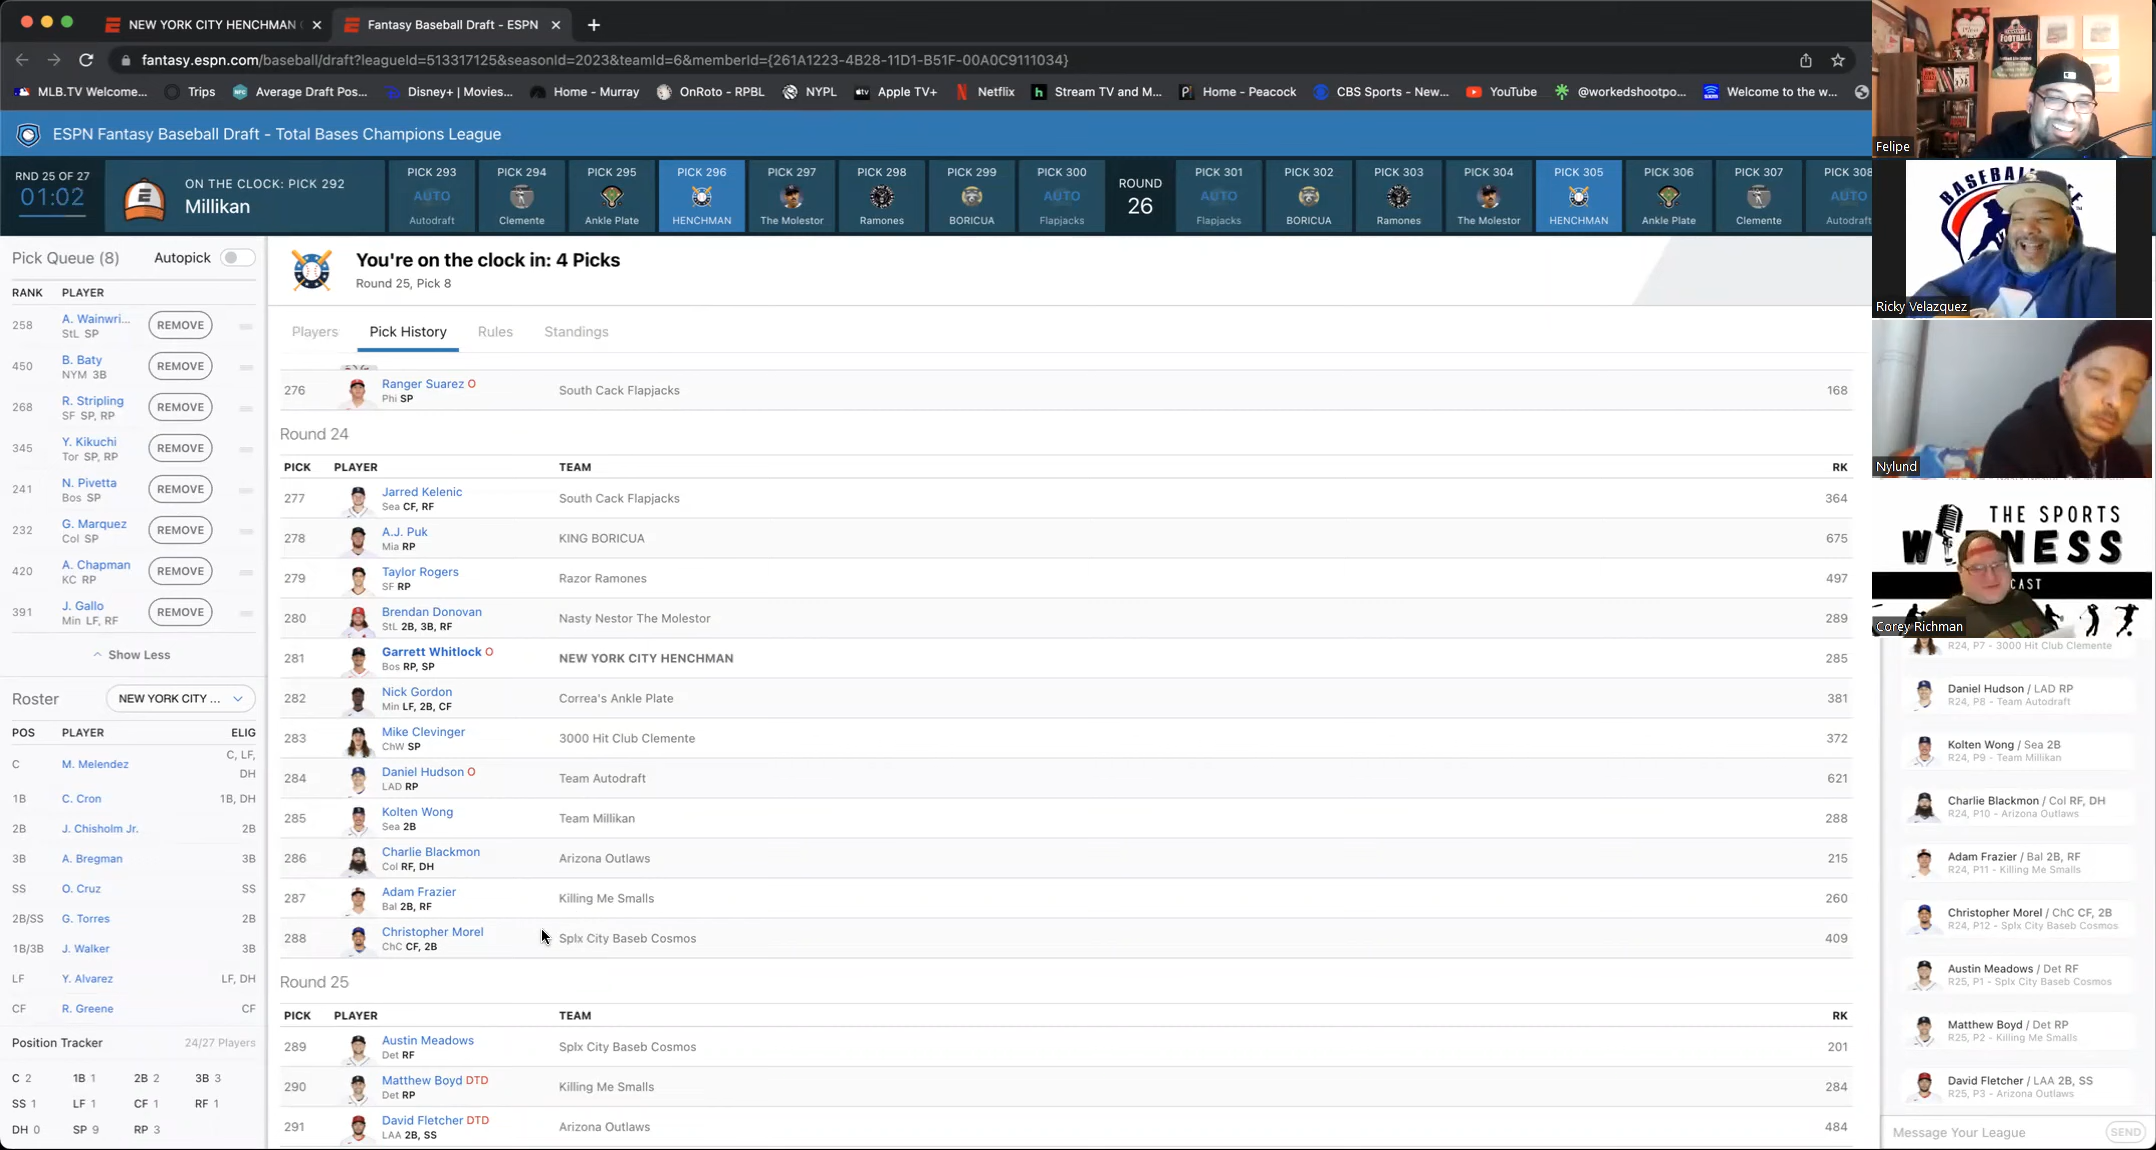 NEW YORK CITY HENCHMAN
Fantasy Baseball Draft - ESPN
fantasy.espn.com/baseball/draft?leagueId=513317125&seasonId=2023&teamId=6&memberId={261A1223-4B28-11D1-B51F-00A0C9111034}
MLB.TV Welcome... Trips Average Draft Pos... Disney+ | Movies... Home - Murray OnRoto - RPBL NYPL Apple TV+ Netflix Stream TV and M... Home - Peacock CBS Sports - New... YouTube @workedshootpo... Welcome to the w...
ESPN Fantasy Baseball Draft - Total Bases Champions League
RND 25 OF 27
01:02
ON THE CLOCK: PICK 292
Millikan
PICK 293 AUTO Autodraft
PICK 294 Clemente
PICK 295 Ankle Plate
PICK 296 HENCHMAN
PICK 297 The Molestor
PICK 298 Ramones
PICK 299 BORICUA
PICK 300 AUTO Flapjacks
ROUND 26
PICK 301 AUTO Flapjacks
PICK 302 BORICUA
PICK 303 Ramones
PICK 304 The Molestor
PICK 305 HENCHMAN
PICK 306 Ankle Plate
PICK 307 Clemente
PICK 308 AUTO Autodraft
Pick Queue (8) Autopick
RANK PLAYER
258 A. Wainwri... StL SP REMOVE
450 B. Baty NYM 3B REMOVE
268 R. Stripling SF SP, RP REMOVE
345 Y. Kikuchi Tor SP, RP REMOVE
241 N. Pivetta Bos SP REMOVE
232 G. Marquez Col SP REMOVE
420 A. Chapman KC RP REMOVE
391 J. Gallo Min LF, RF REMOVE
Show Less
Roster NEW YORK CITY ...
POS PLAYER ELIG
C M. Melendez C, LF, DH
1B C. Cron 1B, DH
2B J. Chisholm Jr. 2B
3B A. Bregman 3B
SS O. Cruz SS
2B/SS G. Torres 2B
1B/3B J. Walker 3B
LF Y. Alvarez LF, DH
CF R. Greene CF
Position Tracker 24/27 Players
C 2 1B 1 2B 2 3B 3
SS 1 LF 1 CF 1 RF 1
DH 0 SP 9 RP 3
You're on the clock in: 4 Picks
Round 25, Pick 8
Players Pick History Rules Standings
276 Ranger Suarez O Phi SP South Cack Flapjacks 168
Round 24
PICK PLAYER TEAM RK
277 Jarred Kelenic Sea CF, RF South Cack Flapjacks 364
278 A.J. Puk Mia RP KING BORICUA 675
279 Taylor Rogers SF RP Razor Ramones 497
280 Brendan Donovan StL 2B, 3B, RF Nasty Nestor The Molestor 289
281 Garrett Whitlock O Bos RP, SP NEW YORK CITY HENCHMAN 285
282 Nick Gordon Min LF, 2B, CF Correa's Ankle Plate 381
283 Mike Clevinger ChW SP 3000 Hit Club Clemente 372
284 Daniel Hudson O LAD RP Team Autodraft 621
285 Kolten Wong Sea 2B Team Millikan 288
286 Charlie Blackmon Col RF, DH Arizona Outlaws 215
287 Adam Frazier Bal 2B, RF Killing Me Smalls 260
288 Christopher Morel ChC CF, 2B Splx City Baseb Cosmos 409
Round 25
PICK PLAYER TEAM RK
289 Austin Meadows Det RF Splx City Baseb Cosmos 201
290 Matthew Boyd DTD Det RP Killing Me Smalls 284
291 David Fletcher DTD LAA 2B, SS Arizona Outlaws 484
FOOTBALL
Felipe
BASEBALL
Ricky Velazquez
Nylund
THE SPORTS
W NESS
CAST
Corey Richman
R24, P7 - 3000 Hit Club Clemente
Daniel Hudson / LAD RP
R24, P8 - Team Autodraft
Kolten Wong / Sea 2B
R24, P9 - Team Millikan
Charlie Blackmon / Col RF, DH
R24, P10 - Arizona Outlaws
Adam Frazier / Bal 2B, RF
R24, P11 - Killing Me Smalls
Christopher Morel / ChC CF, 2B
R24, P12 - Splx City Baseb Cosmos
Austin Meadows / Det RF
R25, P1 - Splx City Baseb Cosmos
Matthew Boyd / Det RP
R25, P2 - Killing Me Smalls
David Fletcher / LAA 2B, SS
R25, P3 - Arizona Outlaws
Message Your League SEND